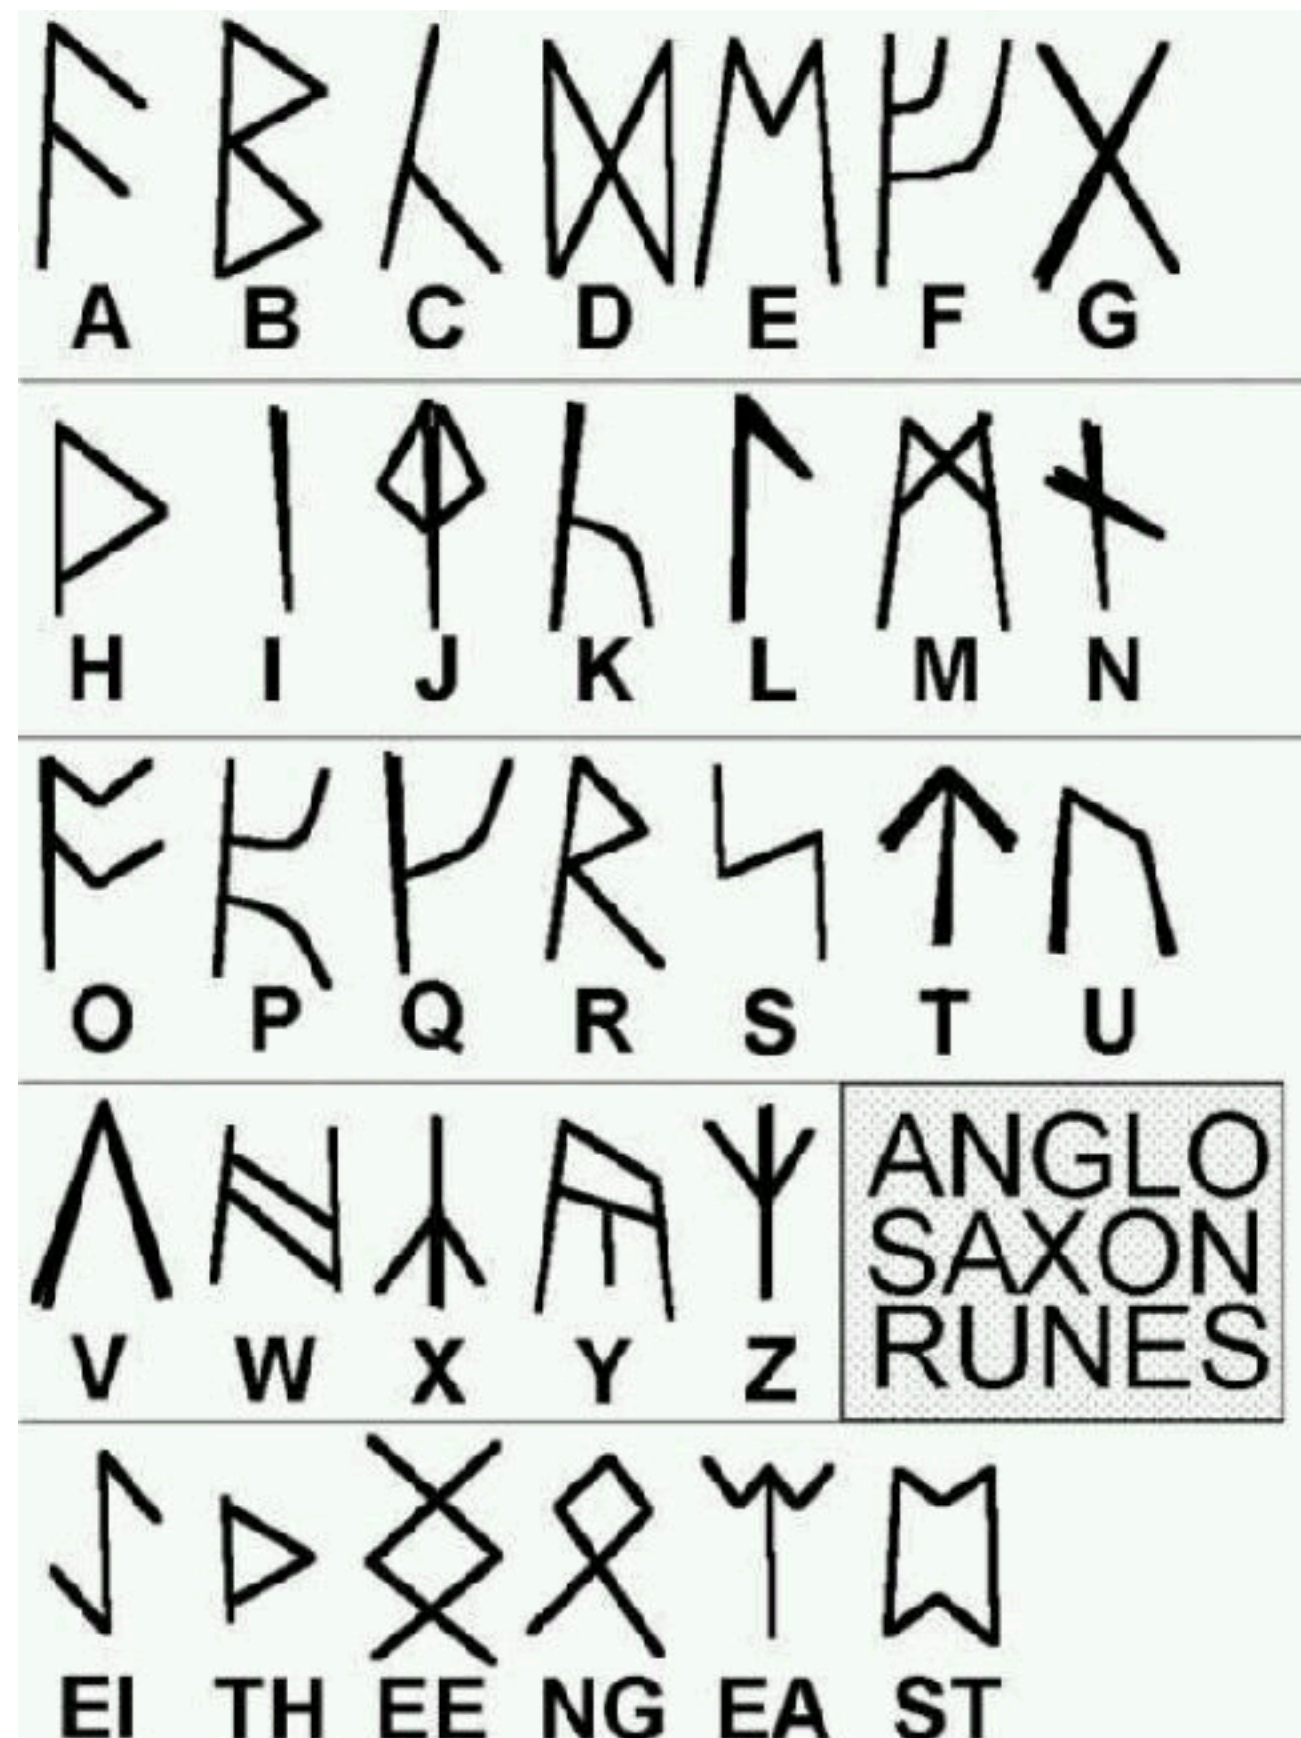 A B C D E F G
H I J K L M N
O P Q R S T U
V W X Y Z
ANGLO
SAXON
RUNES
EI TH EE NG EA ST